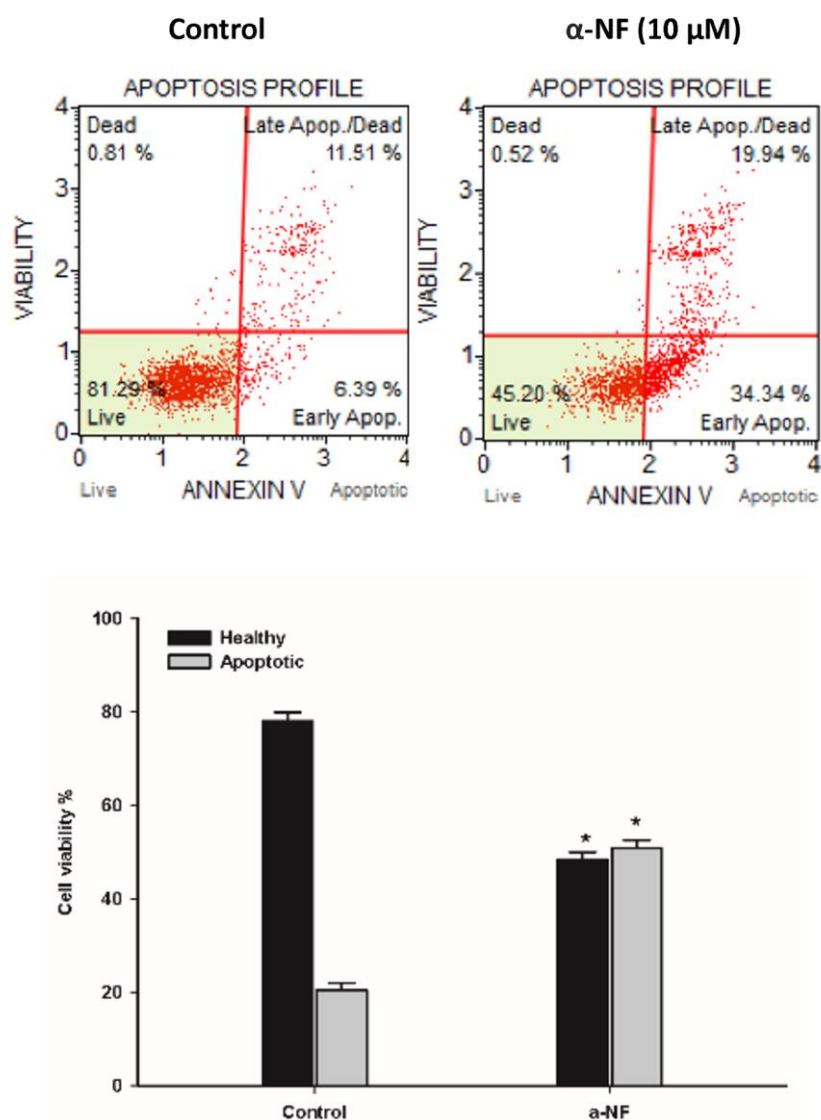 Control
α-NF (10 μM)
APOPTOSIS PROFILE
4
3
2
1
0
VIABILITY
Dead
0.81 %
Late Apop./Dead
11.51 %
81.29 %
Live
6.39 %
Early Apop.
0 1 2 3 4
Live ANNEXIN V Apoptotic
APOPTOSIS PROFILE
4
3
2
1
0
VIABILITY
Dead
0.52 %
Late Apop./Dead
19.94 %
45.20 %
Live
34.34 %
Early Apop.
0 1 2 3 4
Live ANNEXIN V Apoptotic
100
80
60
40
20
0
Cell viability %
Healthy
Apoptotic
* *
Control a-NF